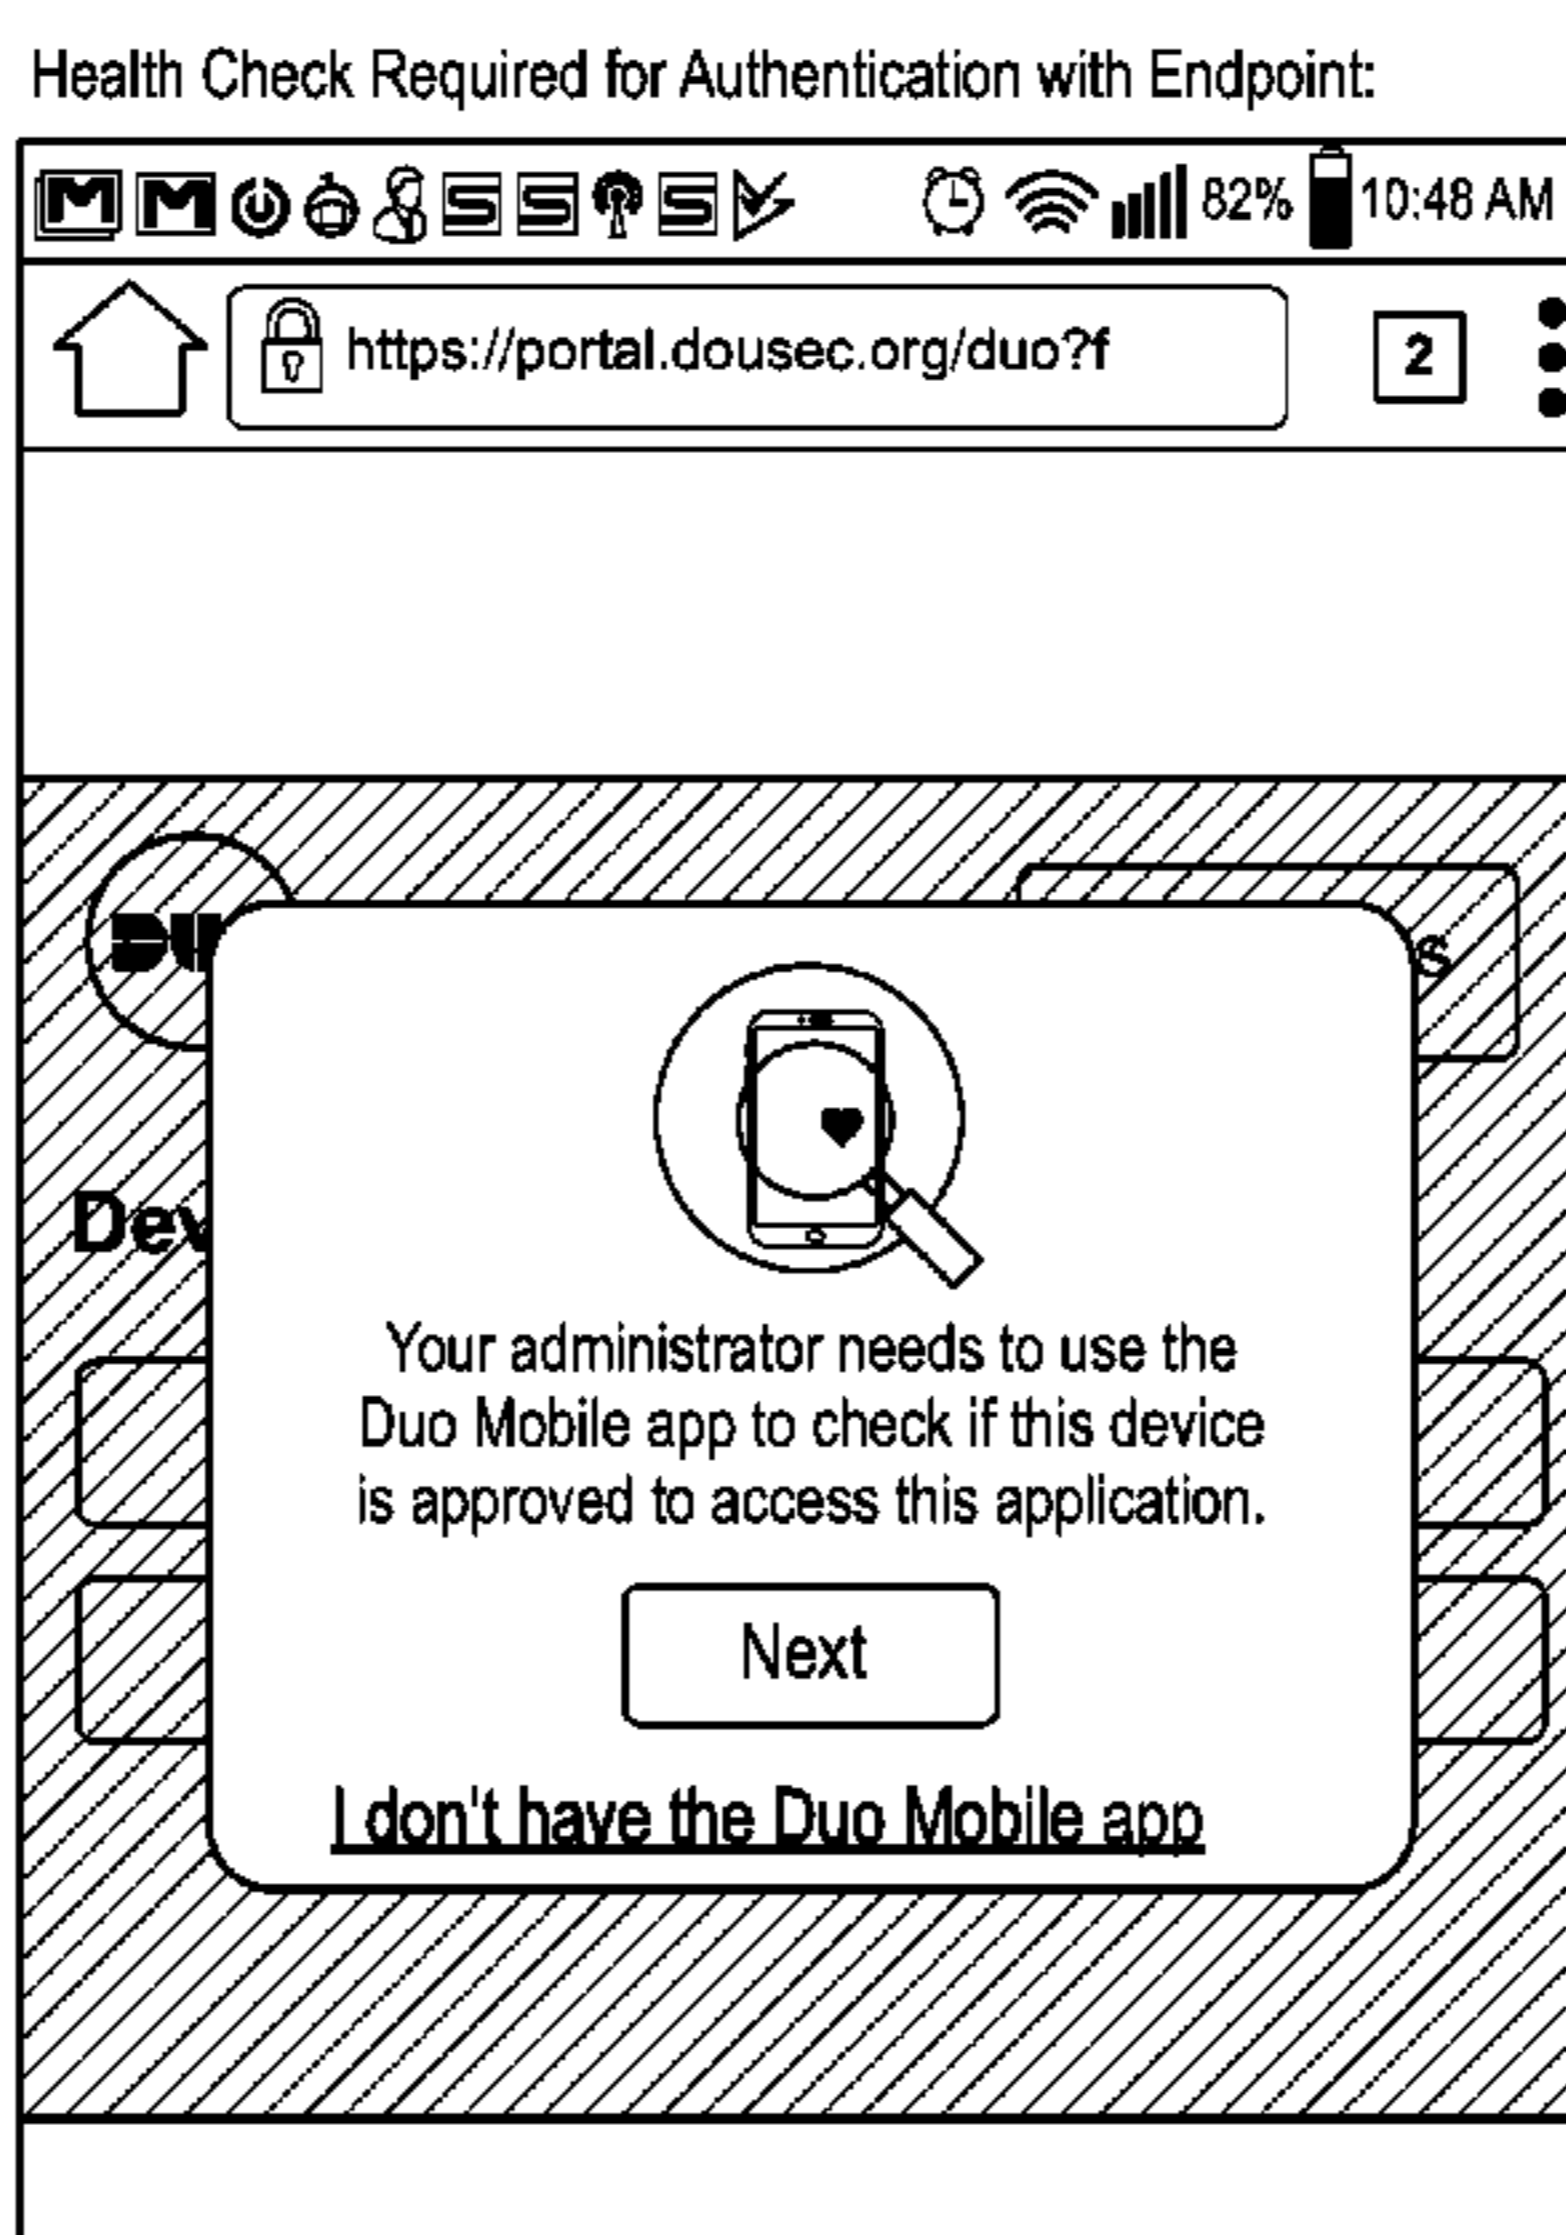 Health Check Required for Authentication with Endpoint:
82% 10:48 AM
https://portal.dousec.org/duo?f
2
DU
s
Dev
Your administrator needs to use the
Duo Mobile app to check if this device
is approved to access this application.
Next
I don't have the Duo Mobile app